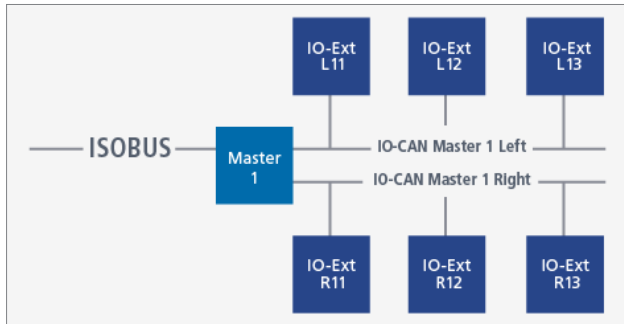 IO-Ext
L11
IO-Ext
L12
IO-Ext
L13
ISOBUS
Master
1
IO-CAN Master 1 Left
IO-CAN Master 1 Right
IO-Ext
R11
IO-Ext
R12
IO-Ext
R13